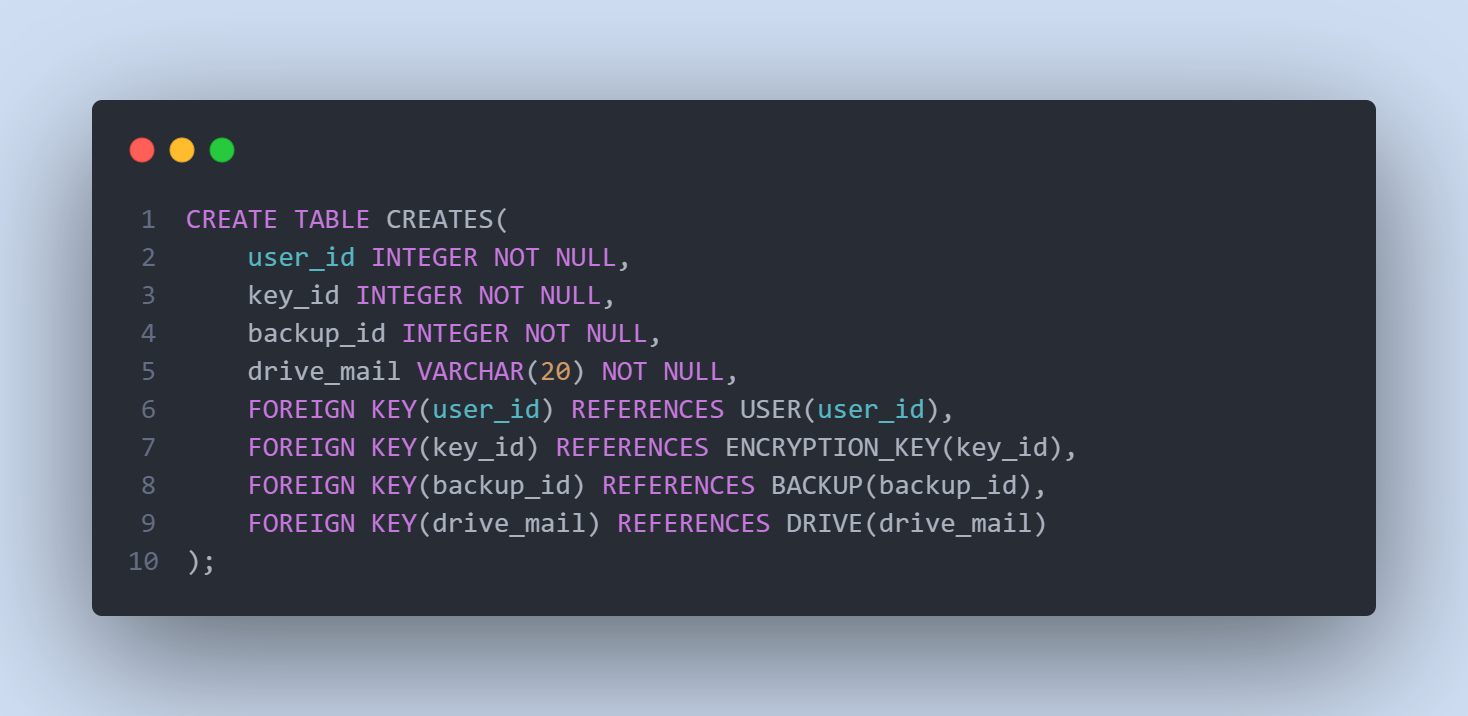 1 CREATE TABLE CREATES(
2     user_id INTEGER NOT NULL,
3     key_id INTEGER NOT NULL,
4     backup_id INTEGER NOT NULL,
5     drive_mail VARCHAR(20) NOT NULL,
6     FOREIGN KEY(user_id) REFERENCES USER(user_id),
7     FOREIGN KEY(key_id) REFERENCES ENCRYPTION_KEY(key_id),
8     FOREIGN KEY(backup_id) REFERENCES BACKUP(backup_id),
9     FOREIGN KEY(drive_mail) REFERENCES DRIVE(drive_mail)
10 );